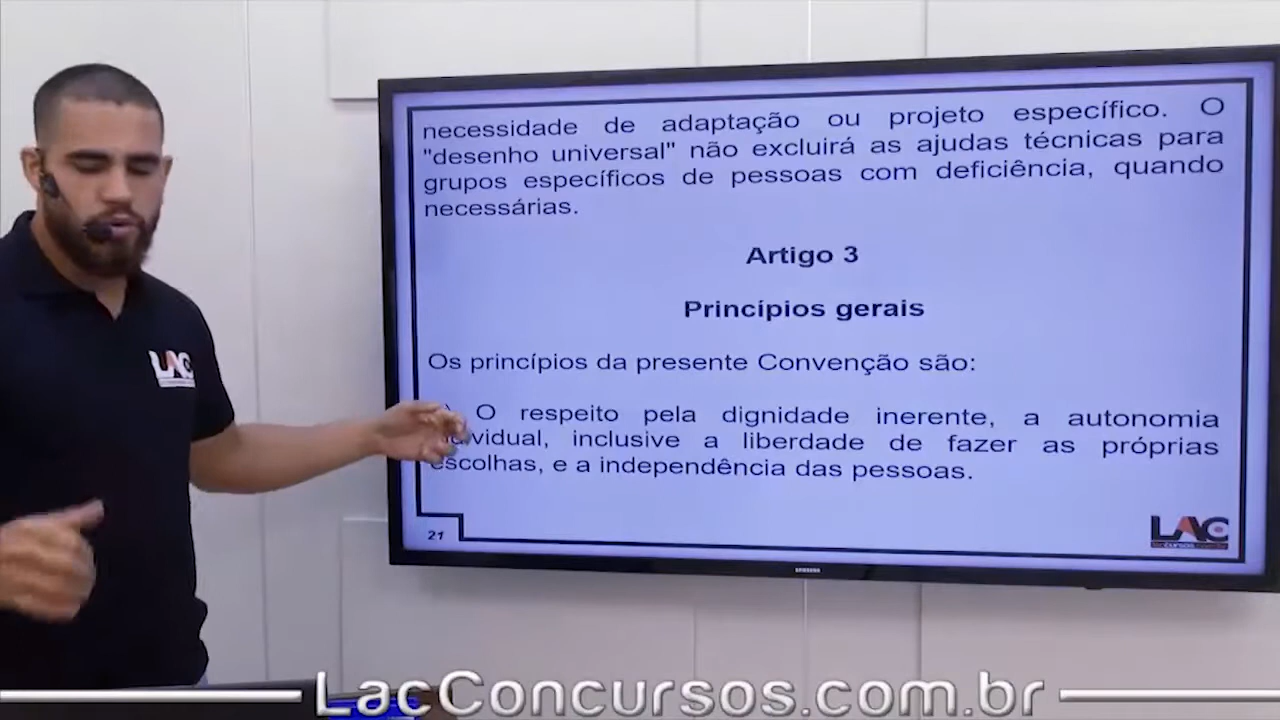 necessidade de adaptação ou projeto específico. O
"desenho universal" não excluirá as ajudas técnicas para
grupos específicos de pessoas com deficiência, quando
necessárias.
Artigo 3
Princípios gerais
Os princípios da presente Convenção são:
O respeito pela dignidade inerente, a autonomia
individual, inclusive a liberdade de fazer as próprias
escolhas, e a independência das pessoas.
21
LAC
SAMSUNG
LAC
LacConcursos.com.br